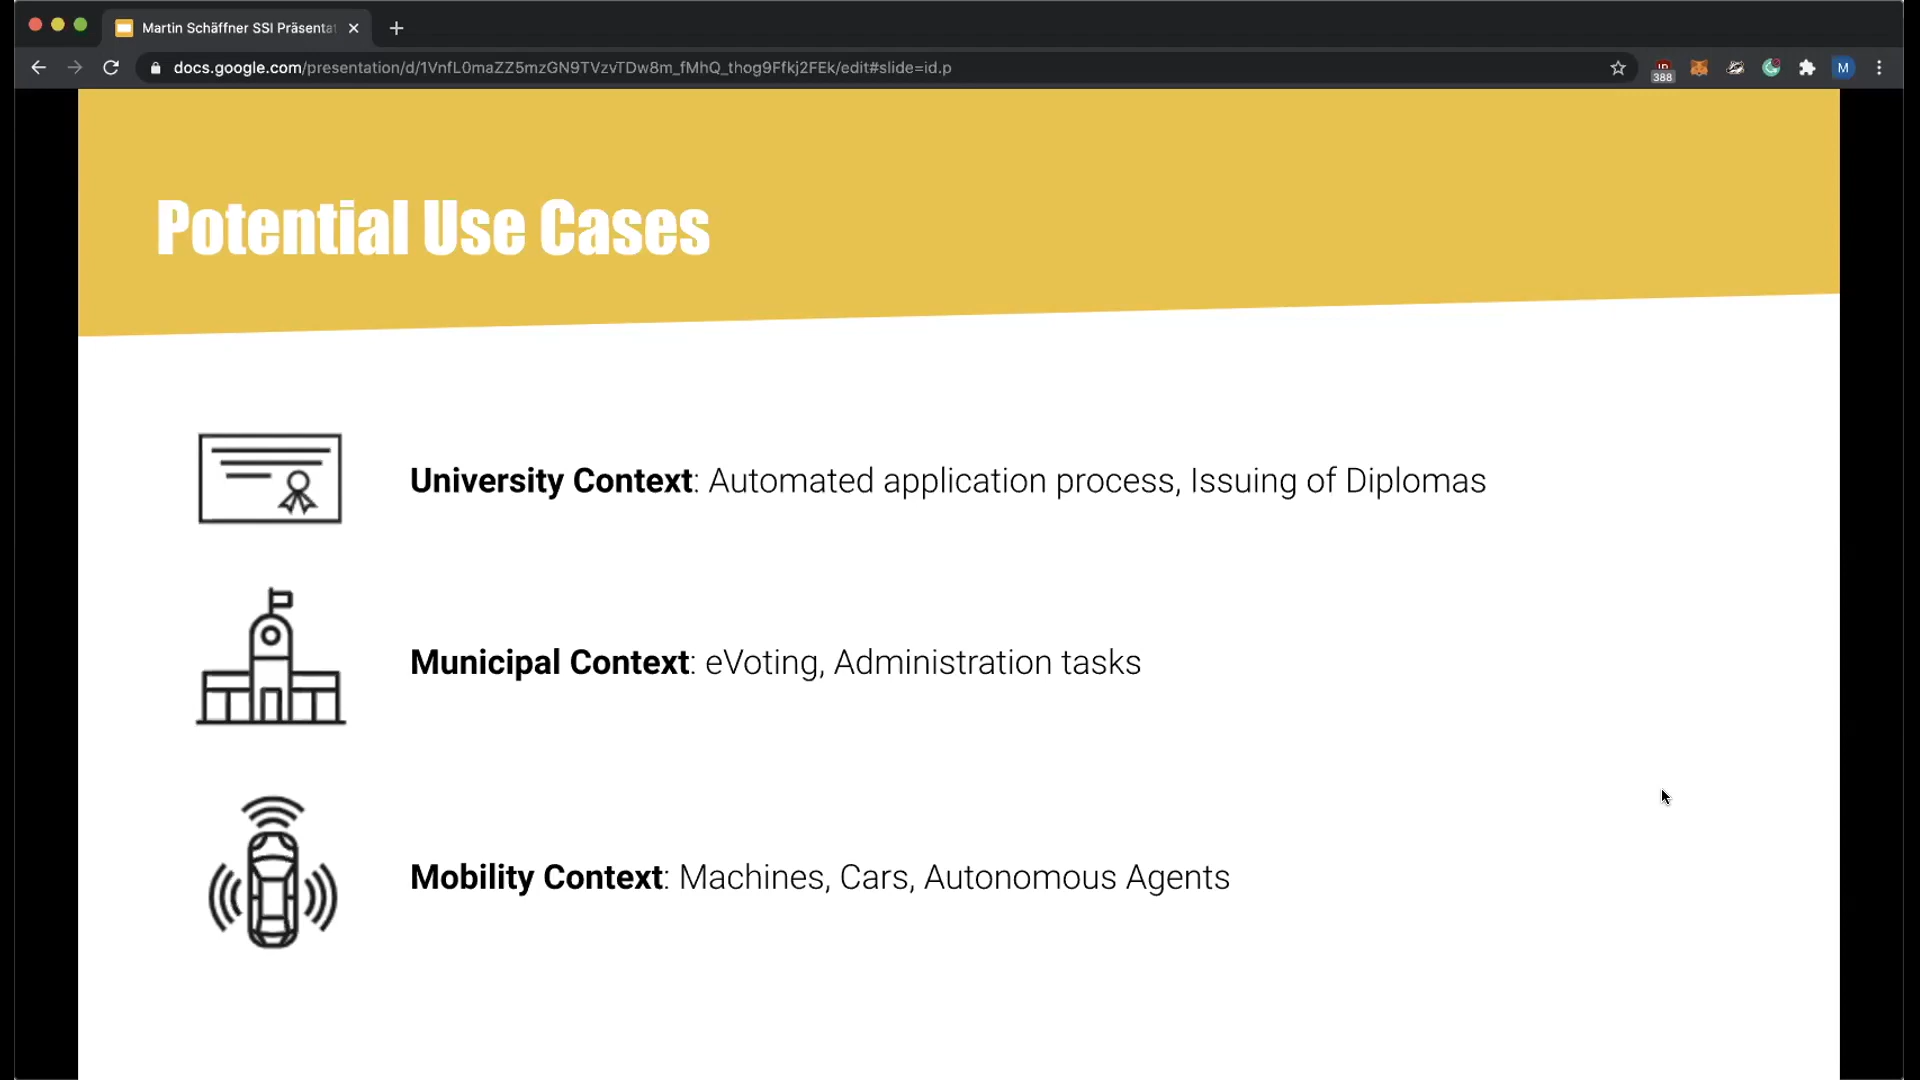 Martin Schäffner SSI Präsenta
docs.google.com/presentation/d/1VnfL0maZZ5mzGN9TVzvTDw8m_fMhQ_thog9Ffkj2FEk/edit#slide=id.p
388
M
Potential Use Cases
University Context: Automated application process, Issuing of Diplomas
Municipal Context: eVoting, Administration tasks
Mobility Context: Machines, Cars, Autonomous Agents